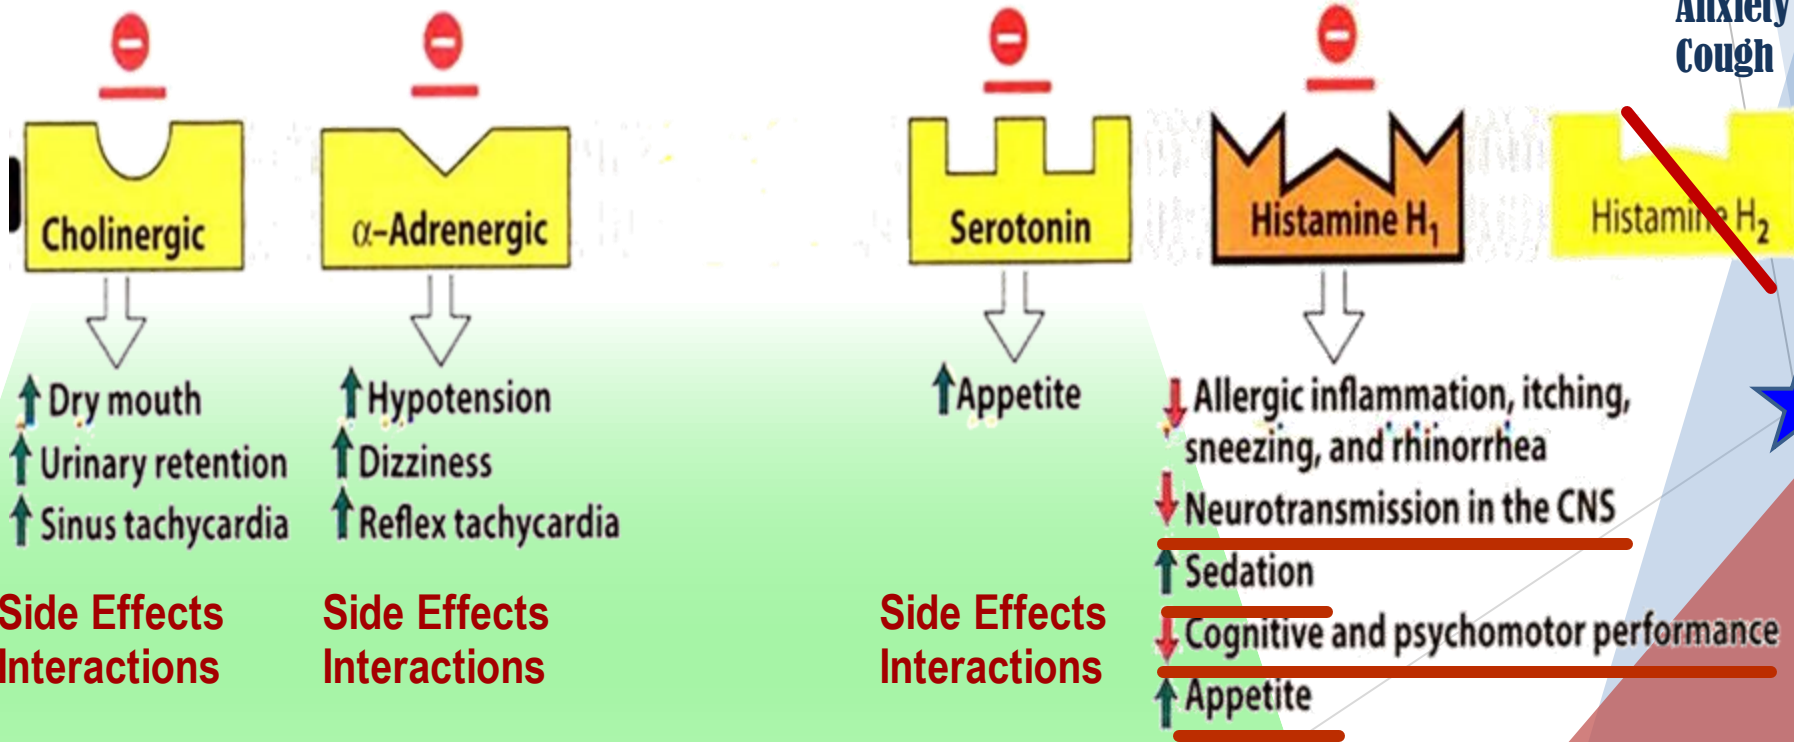 Anxiety
Cough
Cholinergic
α–Adrenergic
Serotonin
Histamine H1
Histamine H2
Dry mouth
Urinary retention
Sinus tachycardia
Side Effects
Interactions
Hypotension
Dizziness
Reflex tachycardia
Side Effects
Interactions
Appetite
Side Effects
Interactions
Allergic inflammation, itching,
sneezing, and rhinorrhea
Neurotransmission in the CNS
Sedation
Cognitive and psychomotor performance
Appetite